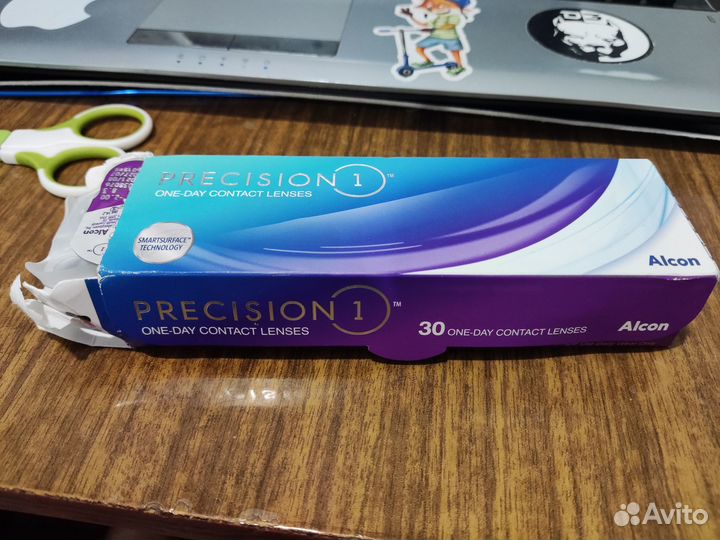 PRECISION 1™
ONE-DAY CONTACT LENSES
SMARTSURFACE™
TECHNOLOGY
Alcon
PRECISION 1™
ONE-DAY CONTACT LENSES
30 ONE-DAY CONTACT LENSES
Alcon
Alcon
Avito